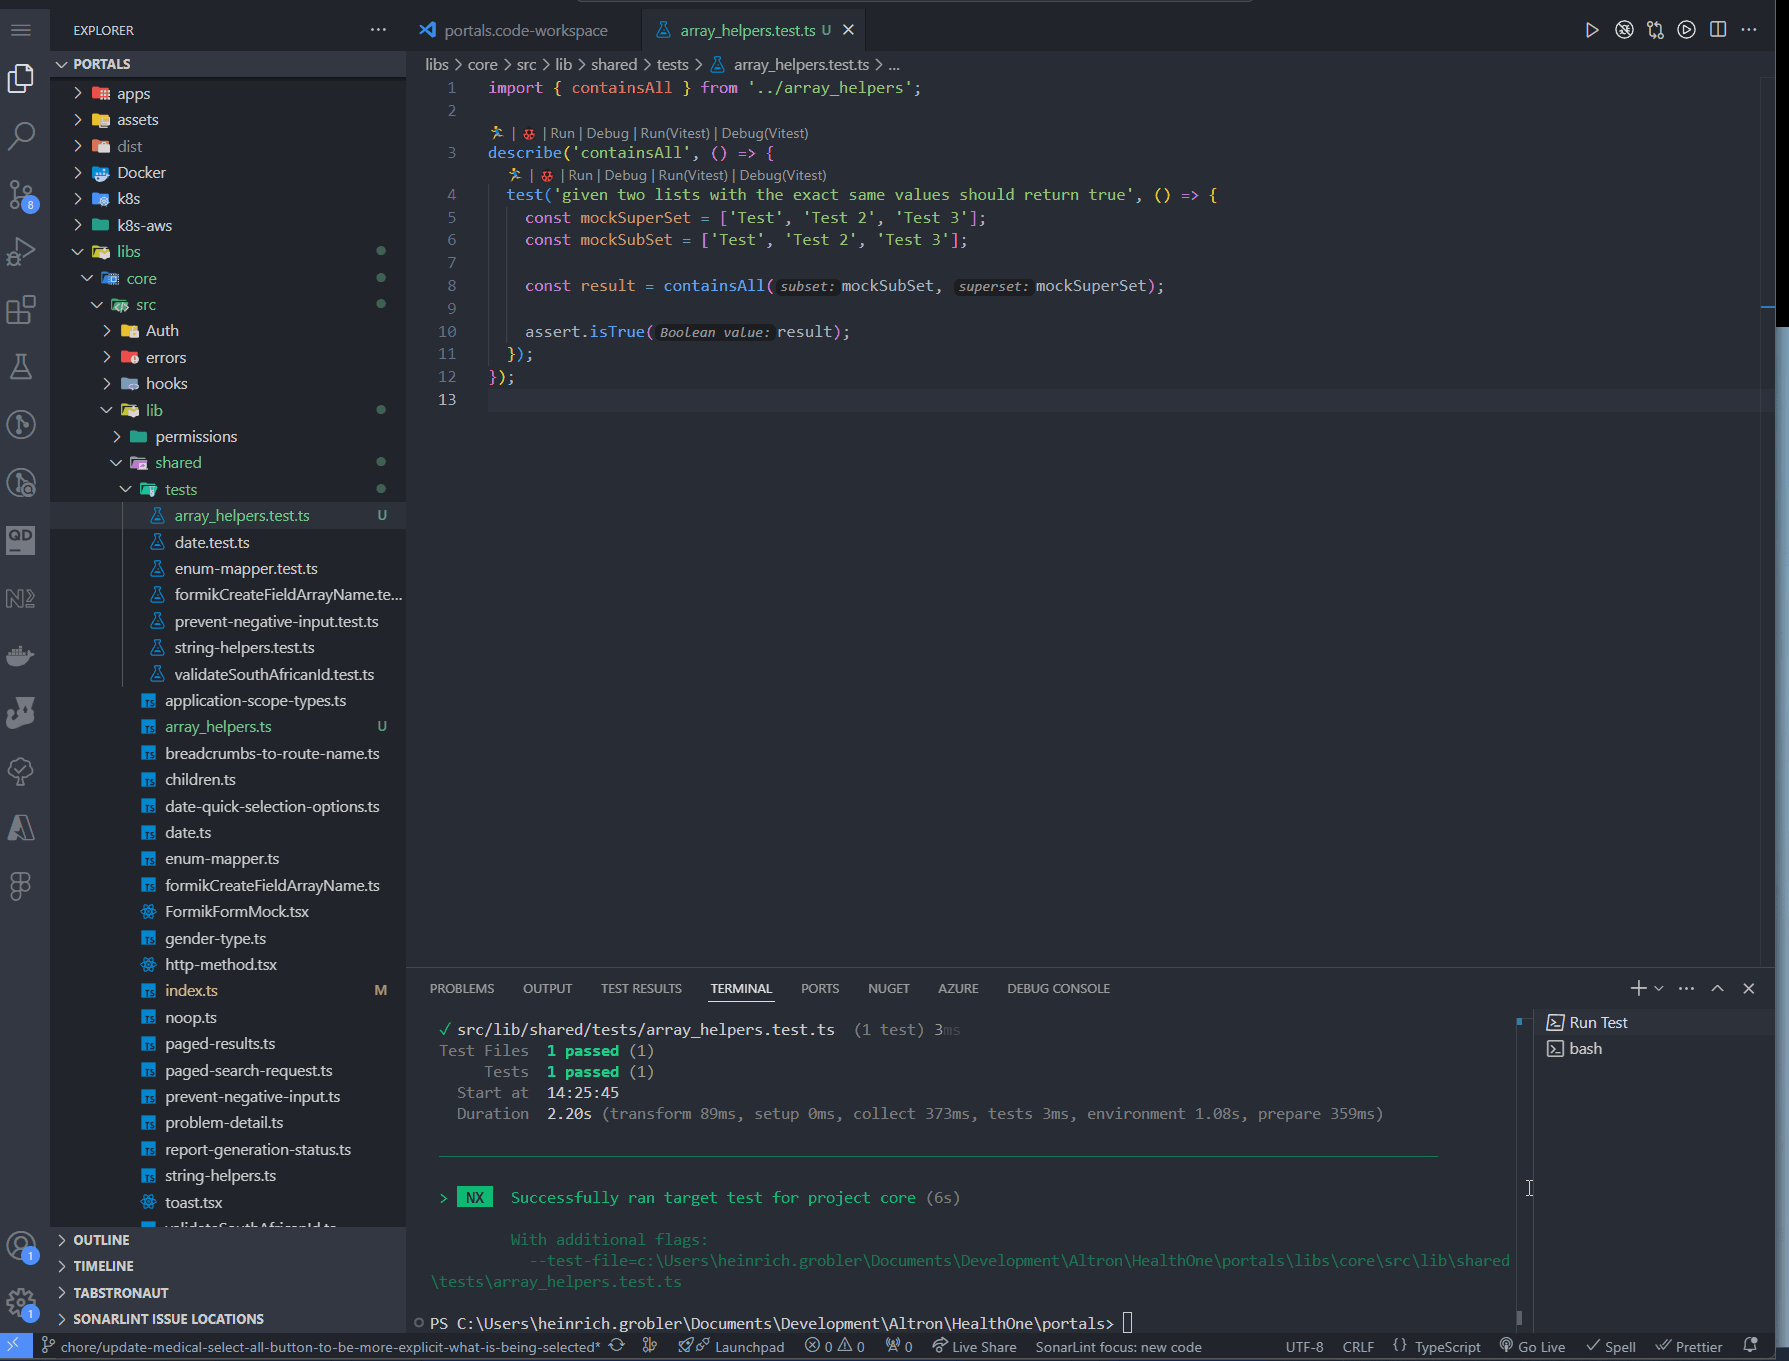 EXPLORER
PORTALS
apps
assets
dist
Docker
k8s
k8s-aws
libs
core
src
Auth
errors
hooks
lib
permissions
shared
tests
array_helpers.test.ts U
date.test.ts
enum-mapper.test.ts
formikCreateFieldArrayName.te...
prevent-negative-input.test.ts
string-helpers.test.ts
validateSouthAfricanId.test.ts
application-scope-types.ts
array_helpers.ts U
breadcrumbs-to-route-name.ts
children.ts
date-quick-selection-options.ts
date.ts
enum-mapper.ts
formikCreateFieldArrayName.ts
FormikFormMock.tsx
gender-type.ts
http-method.tsx
index.ts M
noop.ts
paged-results.ts
paged-search-request.ts
prevent-negative-input.ts
problem-detail.ts
report-generation-status.ts
string-helpers.ts
toast.tsx
OUTLINE
TIMELINE
TABSTRONAUT
SONARLINT ISSUE LOCATIONS
8
QD
1
1
portals.code-workspace
array_helpers.test.ts U
libs > core > src > lib > shared > tests > array_helpers.test.ts > ...
1 import { containsAll } from '../array_helpers';
2
| | Run | Debug | Run(Vitest) | Debug(Vitest)
3 describe('containsAll', () => {
| | Run | Debug | Run(Vitest) | Debug(Vitest)
4 test('given two lists with the exact same values should return true', () => {
5 const mockSuperSet = ['Test', 'Test 2', 'Test 3'];
6 const mockSubSet = ['Test', 'Test 2', 'Test 3'];
7
8 const result = containsAll(subset: mockSubSet, superset: mockSuperSet);
9
10 assert.isTrue(Boolean value: result);
11 });
12 });
13
PROBLEMS OUTPUT TEST RESULTS TERMINAL PORTS NUGET AZURE DEBUG CONSOLE
✓ src/lib/shared/tests/array_helpers.test.ts (1 test) 3ms
Test Files 1 passed (1)
Tests 1 passed (1)
Start at 14:25:45
Duration 2.20s (transform 89ms, setup 0ms, collect 373ms, tests 3ms, environment 1.08s, prepare 359ms)
> NX Successfully ran target test for project core (6s)
With additional flags:
--test-file=c:\Users\heinrich.grobler\Documents\Development\Altron\HealthOne\portals\libs\core\src\lib\shared
\tests\array_helpers.test.ts
PS C:\Users\heinrich.grobler\Documents\Development\Altron\HealthOne\portals>
Run Test
bash
chore/update-medical-select-all-button-to-be-more-explicit-what-is-being-selected* Launchpad 0 0 0 Live Share SonarLint focus: new code UTF-8 CRLF {} TypeScript Go Live Spell Prettier